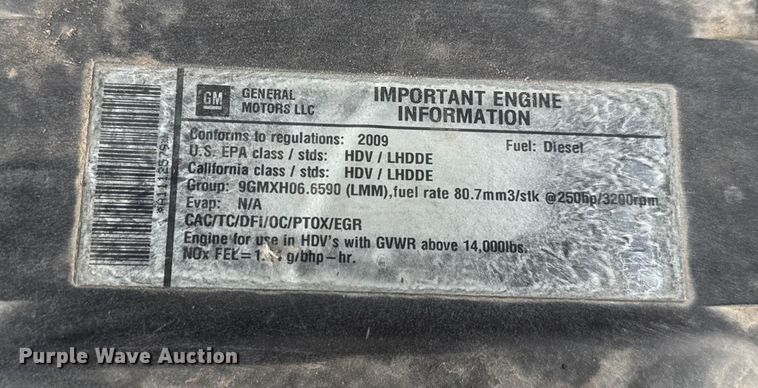 GM GENERAL MOTORS LLC
IMPORTANT ENGINE INFORMATION
Conforms to regulations: 2009 Fuel: Diesel
U.S. EPA class / stds: HDV / LHDDE
California class / stds: HDV / LHDDE
Group: 9GMXH06.6590 (LMM),fuel rate 80.7mm3/stk @250hp/3200rpm
Evap: N/A
CAC/TC/DFI/OC/PTOX/EGR
Engine for use in HDV's with GVWR above 14,000lbs.
NOx FEL= g/bhp-hr.
Purple Wave Auction